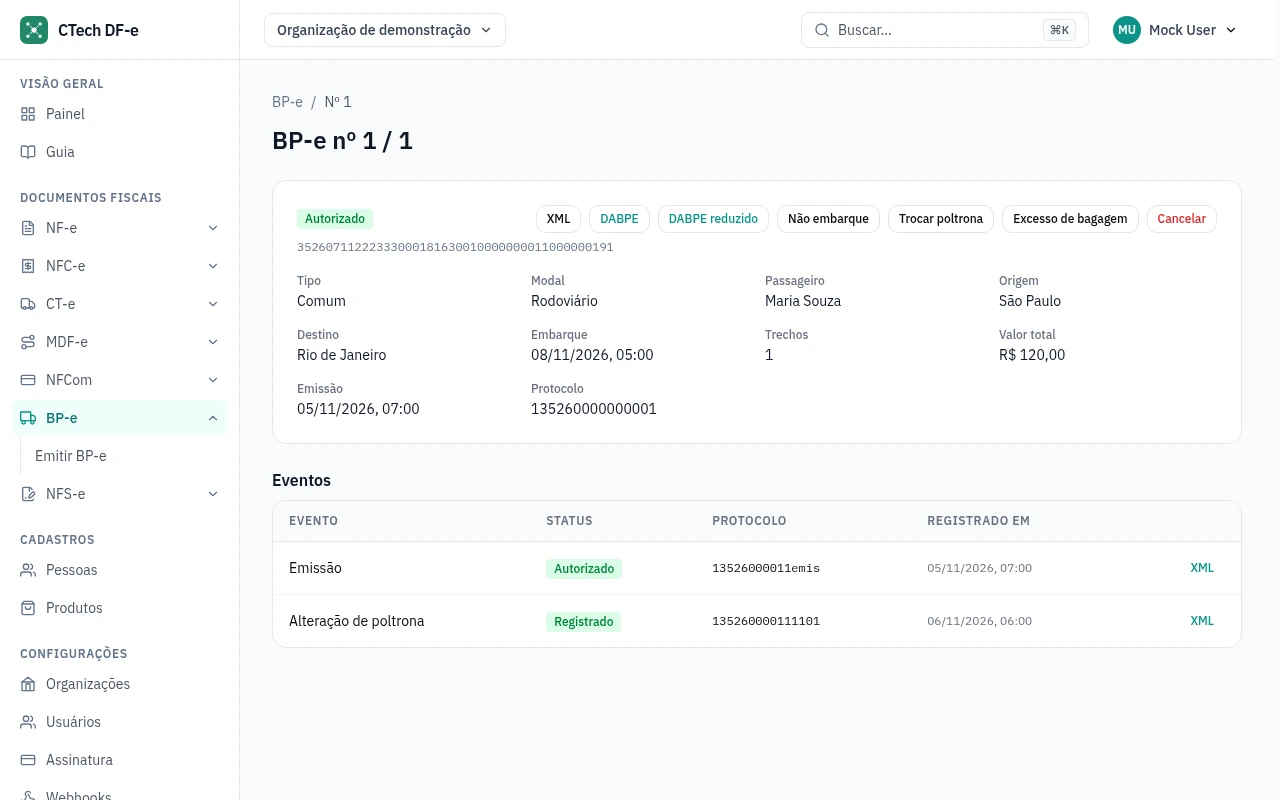 CTech DF-e
Organização de demonstração
Buscar...
⌘K
MU
Mock User
VISÃO GERAL
Painel
Guia
DOCUMENTOS FISCAIS
NF-e
NFC-e
CT-e
MDF-e
NFCom
BP-e
Emitir BP-e
NFS-e
CADASTROS
Pessoas
Produtos
CONFIGURAÇÕES
Organizações
Usuários
Assinatura
Webhooks
BP-e / Nº 1
BP-e nº 1 / 1
Autorizado
XML
DABPE
DABPE reduzido
Não embarque
Trocar poltrona
Excesso de bagagem
Cancelar
35260711222333000181630010000000011000000191
Tipo Modal Passageiro Origem
Comum Rodoviário Maria Souza São Paulo
Destino Embarque Trechos Valor total
Rio de Janeiro 08/11/2026, 05:00 1 R$ 120,00
Emissão Protocolo
05/11/2026, 07:00 135260000000001
Eventos
EVENTO STATUS PROTOCOLO REGISTRADO EM
Emissão Autorizado 13526000011emis 05/11/2026, 07:00 XML
Alteração de poltrona Registrado 135260000111101 06/11/2026, 06:00 XML